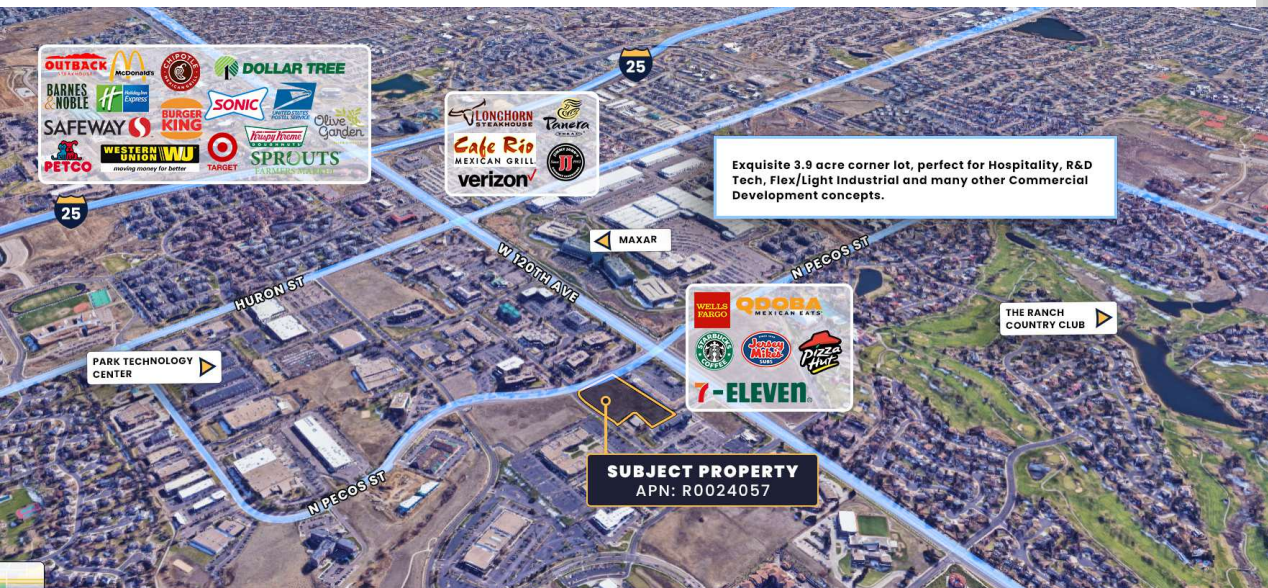 OUTBACK
STEAKHOUSE
McDonald's
CHIPOTLE
MEXICAN GRILL
DOLLAR TREE
BARNES
&NOBLE
Holiday Inn
Express
BURGER
KING
SONIC
UNITED STATES
POSTAL SERVICE
Olive
Garden
SAFEWAY
Krispy Kreme
DOUGHNUTS
PETCO
WESTERN
UNION WU
moving money for better
TARGET
SPROUTS
FARMERS MARKET
25
LONGHORN
STEAKHOUSE
Panera
BREAD
Cafe Rio
MEXICAN GRILL
JJ
verizon
Exquisite 3.9 acre corner lot, perfect for Hospitality, R&D
Tech, Flex/Light Industrial and many other Commercial
Development concepts.
25
MAXAR
W 120TH AVE
N PECOS ST
HURON ST
WELLS
FARGO
QDOBA
MEXICAN EATS
STARBUCKS
COFFEE
Jersey
Mike's
SUBS
Pizza
Hut
7-ELEVEN
THE RANCH
COUNTRY CLUB
PARK TECHNOLOGY
CENTER
SUBJECT PROPERTY
APN: R0024057
N PECOS ST